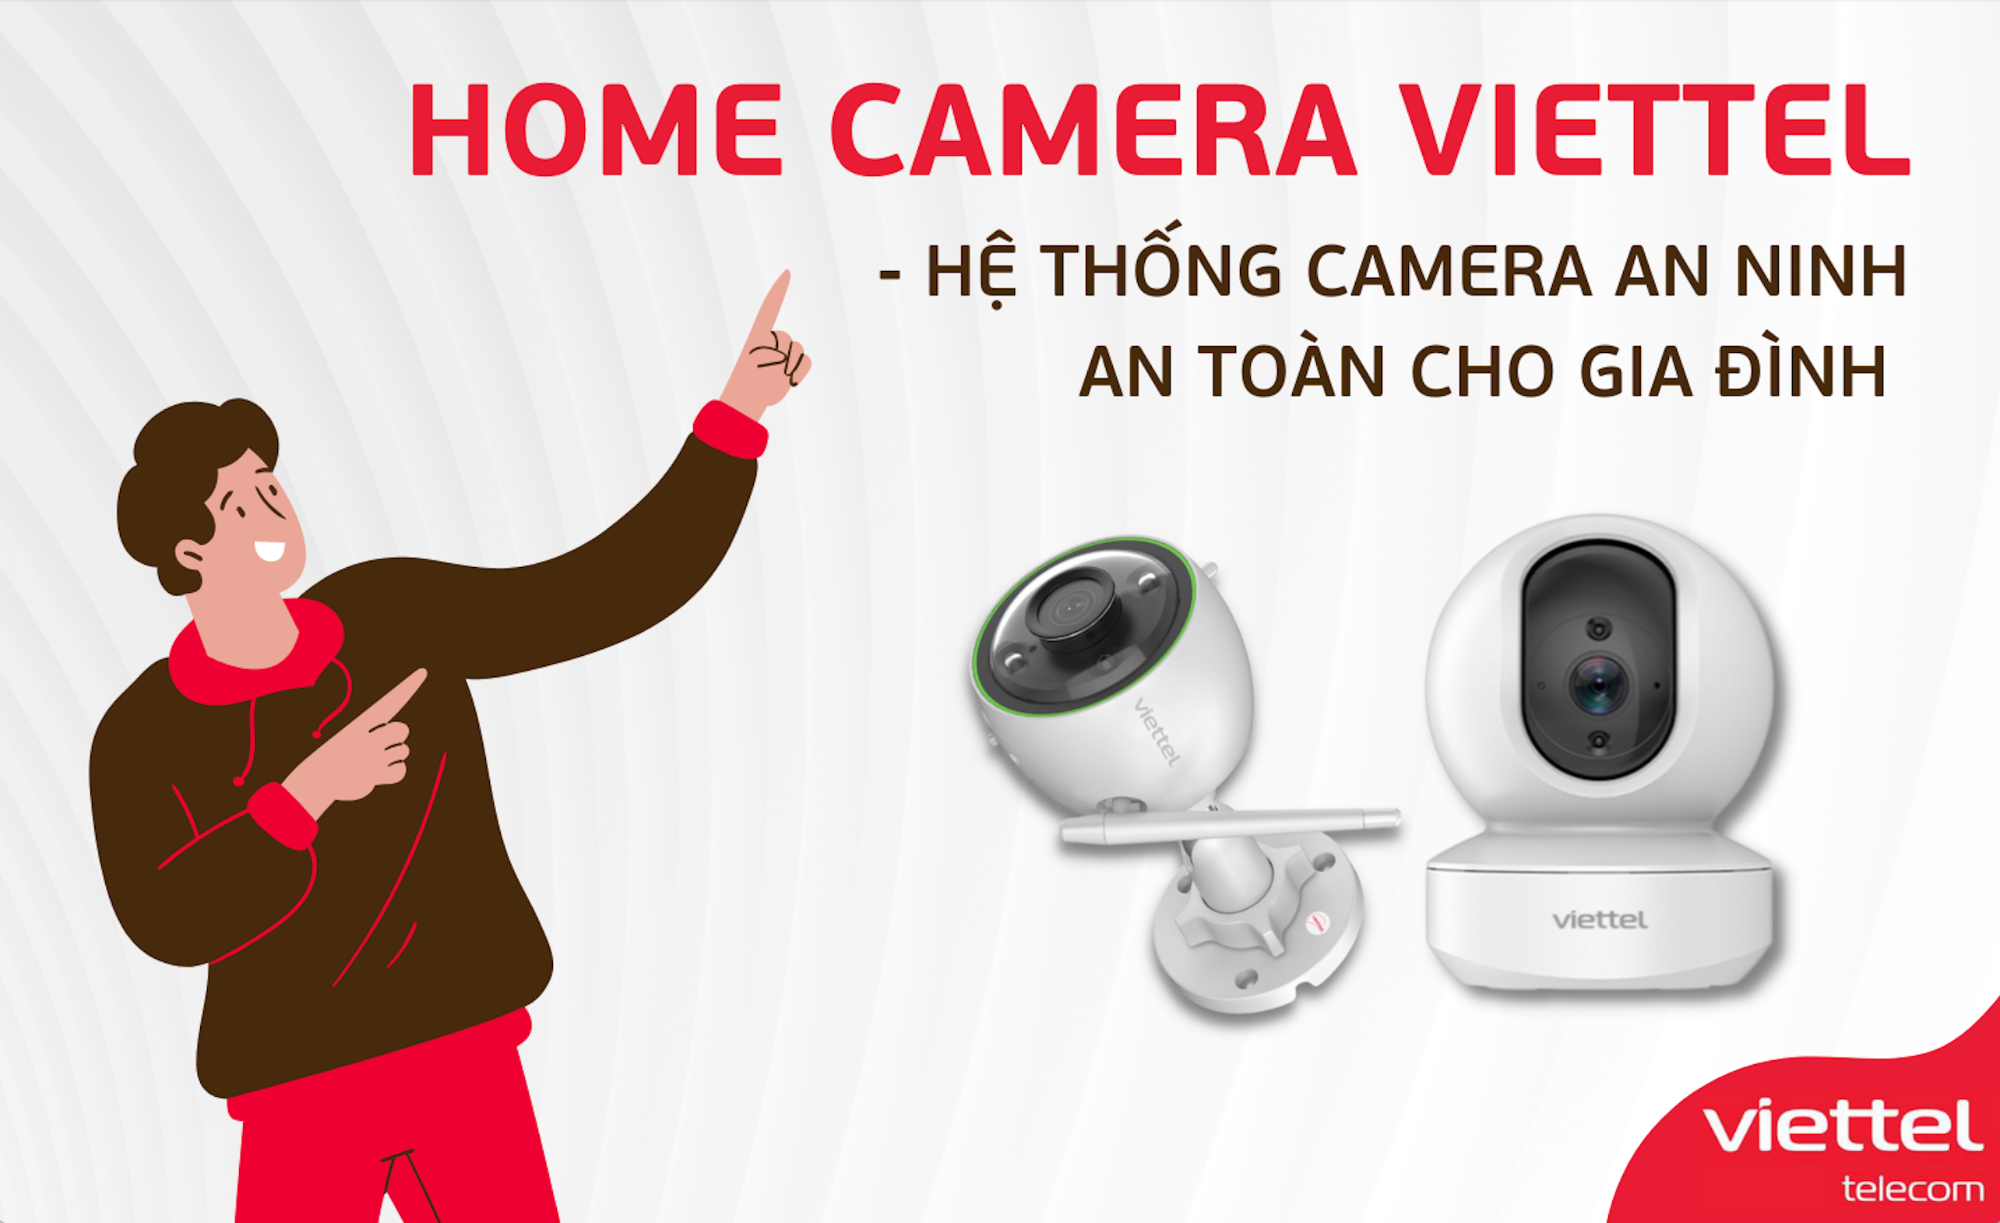 HOME CAMERA VIETTEL
- HỆ THỐNG CAMERA AN NINH
AN TOÀN CHO GIA ĐÌNH
viettel
viettel
viettel
telecom